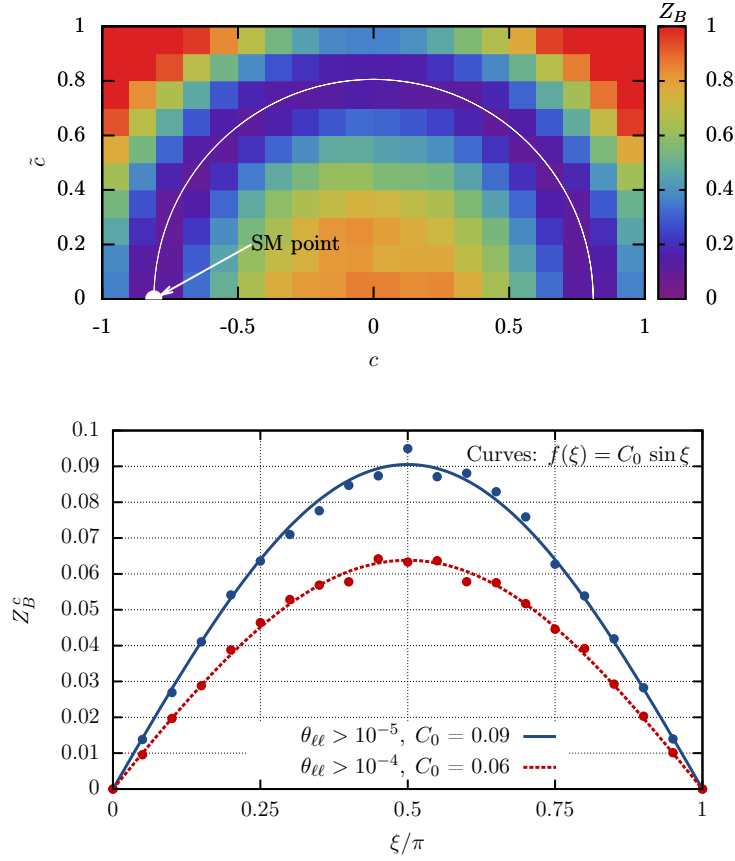 Z_B
1
0.8
0.6
0.4
0.2
0
c̃
SM point
-1 -0.5 0 0.5 1
c
1
0.8
0.6
0.4
0.2
0
0.1
0.09
0.08
0.07
0.06
0.05
0.04
0.03
0.02
0.01
0
Z_B^c
Curves: f(ξ) = C_0 sin ξ
θ_ℓℓ > 10^−5, C_0 = 0.09
θ_ℓℓ > 10^−4, C_0 = 0.06
0 0.25 0.5 0.75 1
ξ/π